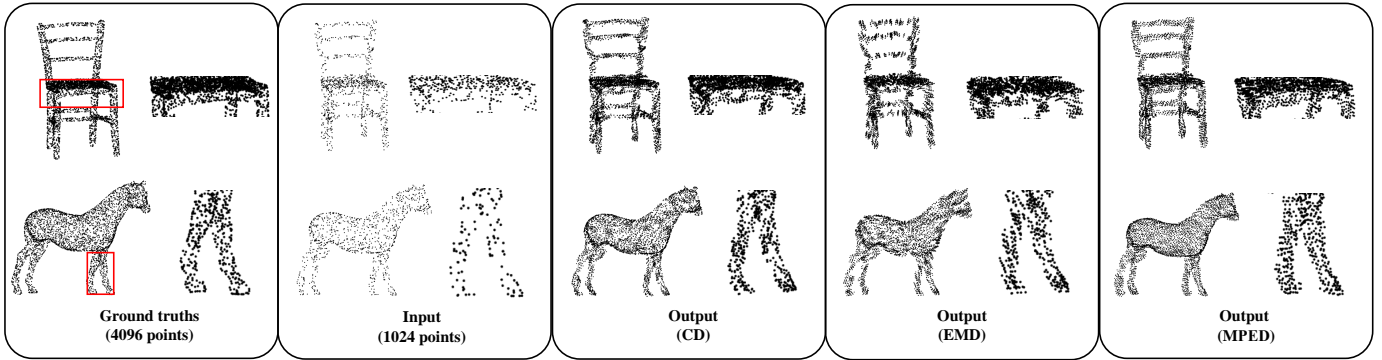 Ground truths
(4096 points)
Input
(1024 points)
Output
(CD)
Output
(EMD)
Output
(MPED)